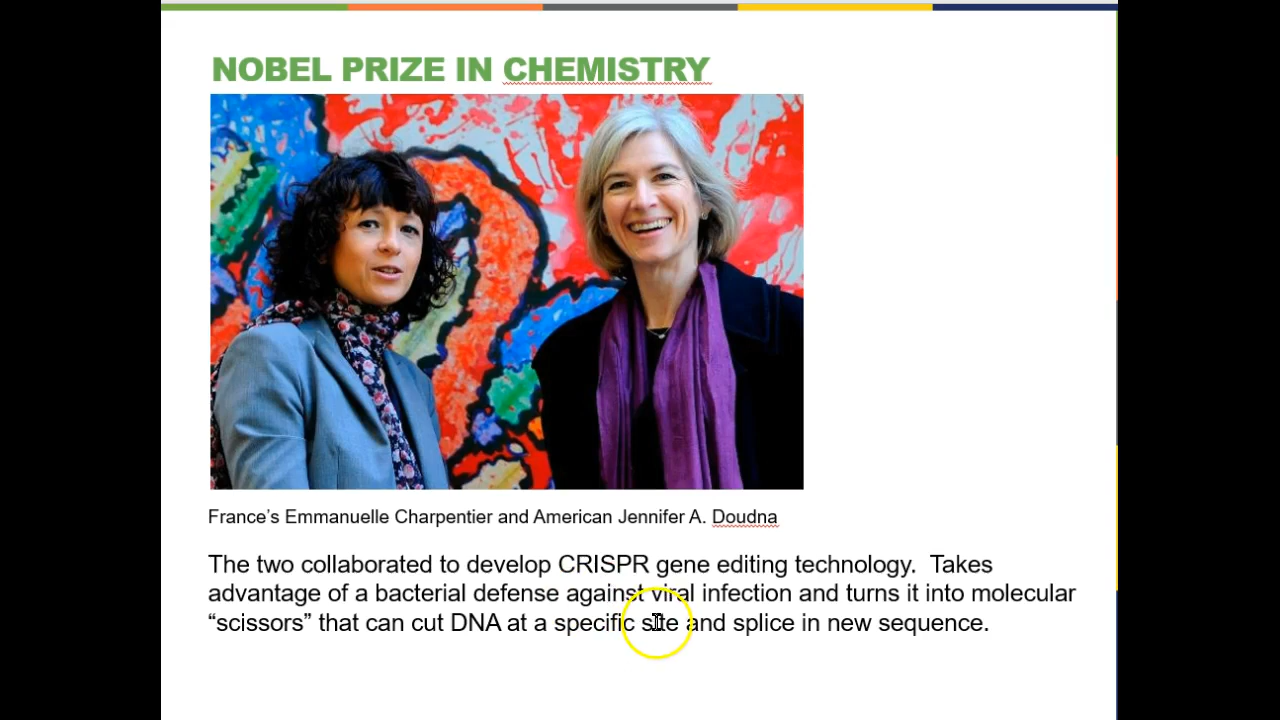 NOBEL PRIZE IN CHEMISTRY
France’s Emmanuelle Charpentier and American Jennifer A. Doudna
The two collaborated to develop CRISPR gene editing technology.  Takes
advantage of a bacterial defense against viral infection and turns it into molecular
“scissors” that can cut DNA at a specific site and splice in new sequence.